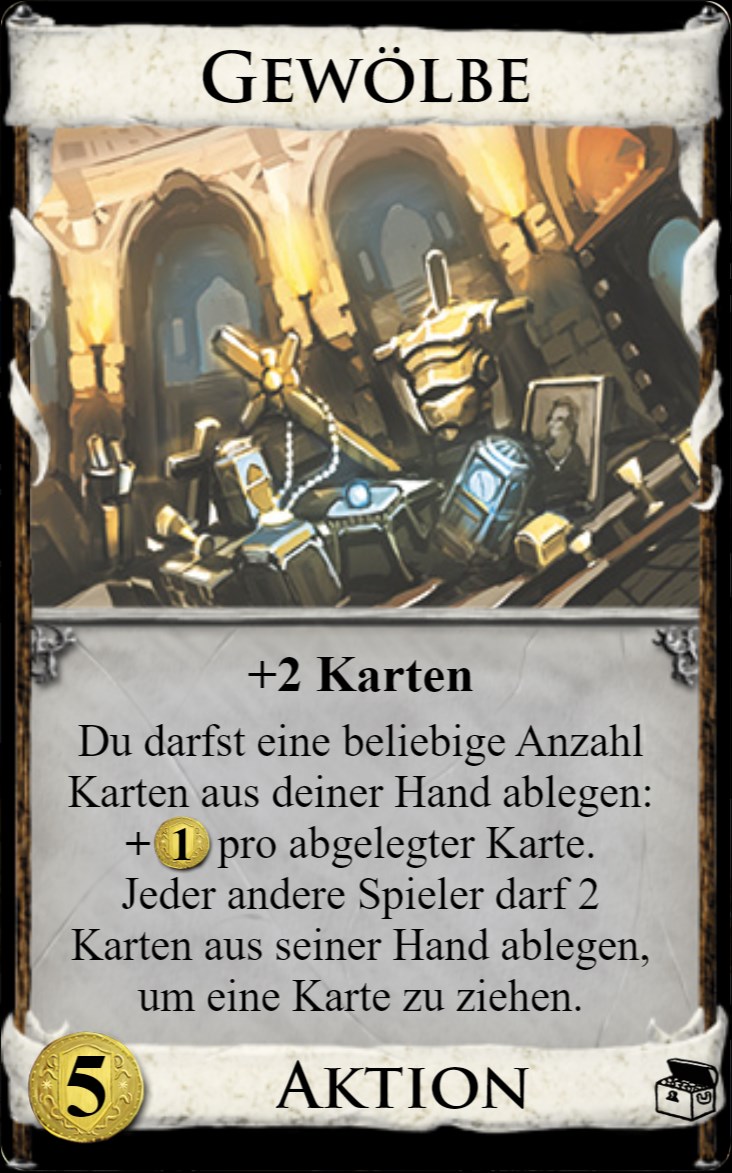 Gewölbe
+2 Karten
Du darfst eine beliebige Anzahl
Karten aus deiner Hand ablegen:
+1 pro abgelegter Karte.
Jeder andere Spieler darf 2
Karten aus seiner Hand ablegen,
um eine Karte zu ziehen.
5 Aktion